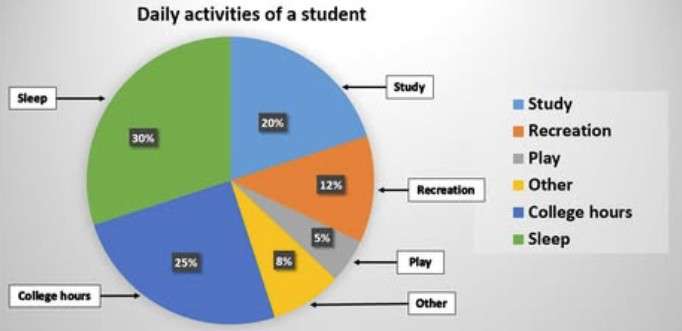 Daily activities of a student
Sleep
Study
30%
20%
12%
Recreation
5%
25%
8%
Play
College hours
Other
Study
Recreation
Play
Other
College hours
Sleep